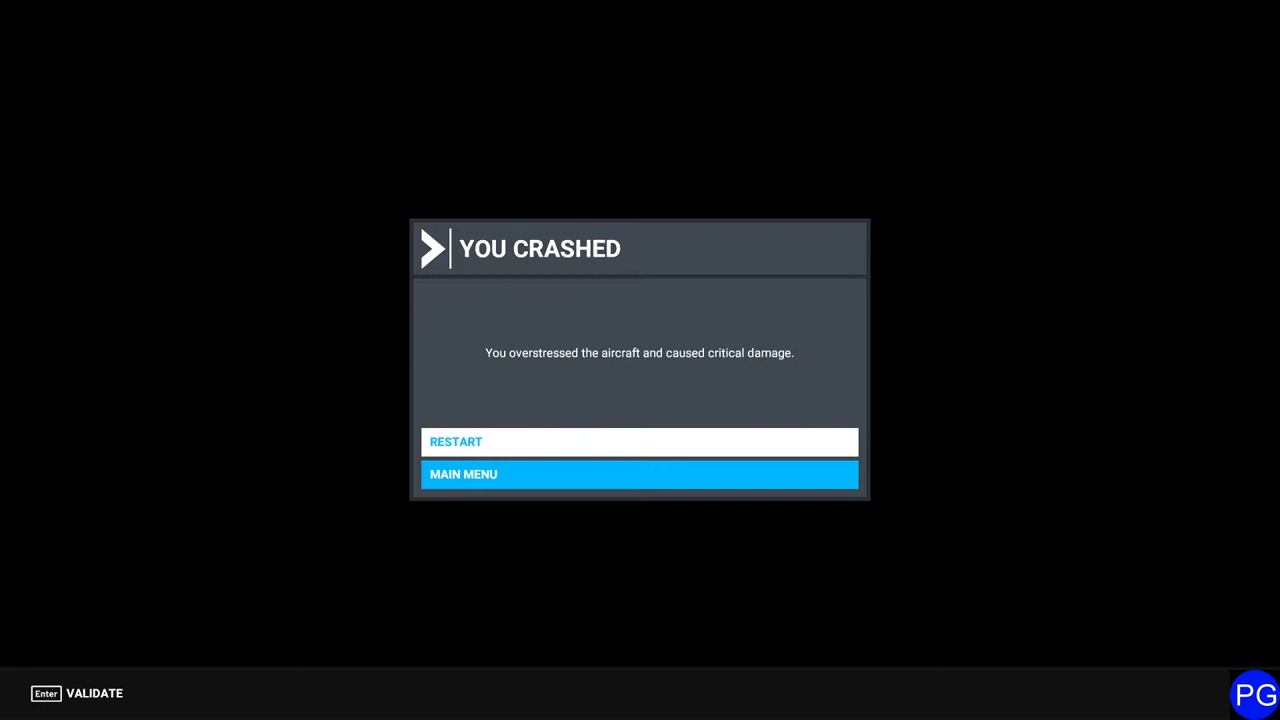 YOU CRASHED
You overstressed the aircraft and caused critical damage.
RESTART
MAIN MENU
Enter VALIDATE
PG